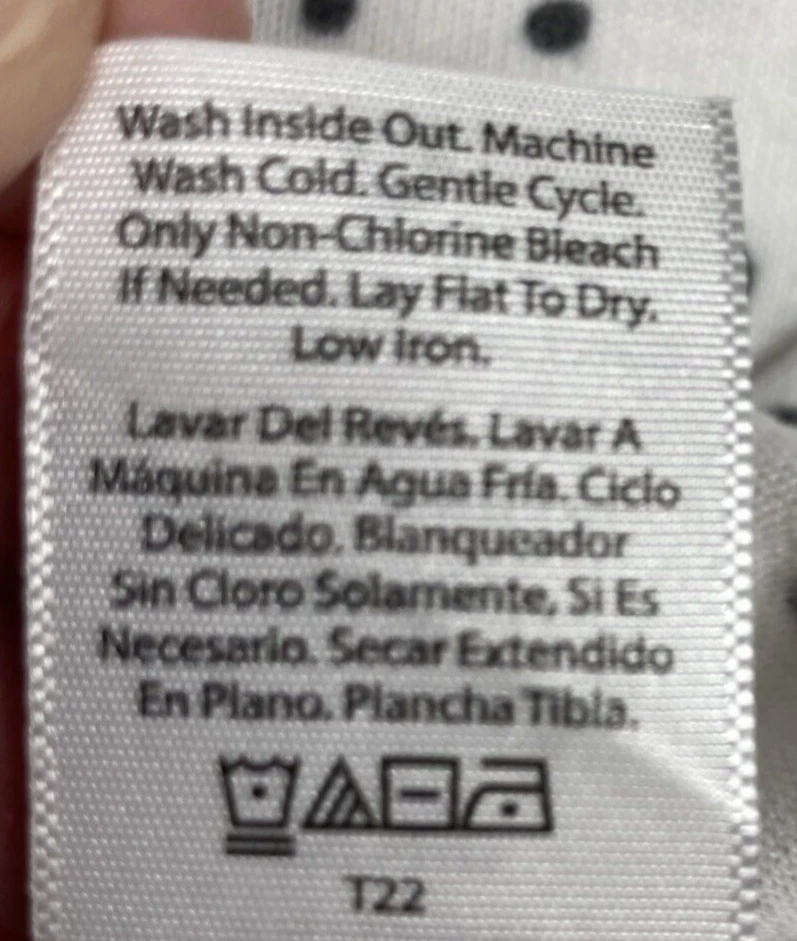 Wash Inside Out. Machine
Wash Cold. Gentle Cycle.
Only Non-Chlorine Bleach
If Needed. Lay Flat To Dry.
Low Iron.
Lavar Del Revés. Lavar A
Máquina En Agua Fría. Ciclo
Delicado. Blanqueador
Sin Cloro Solamente, Si Es
Necesario. Secar Extendido
En Plano. Plancha Tibia.
T22